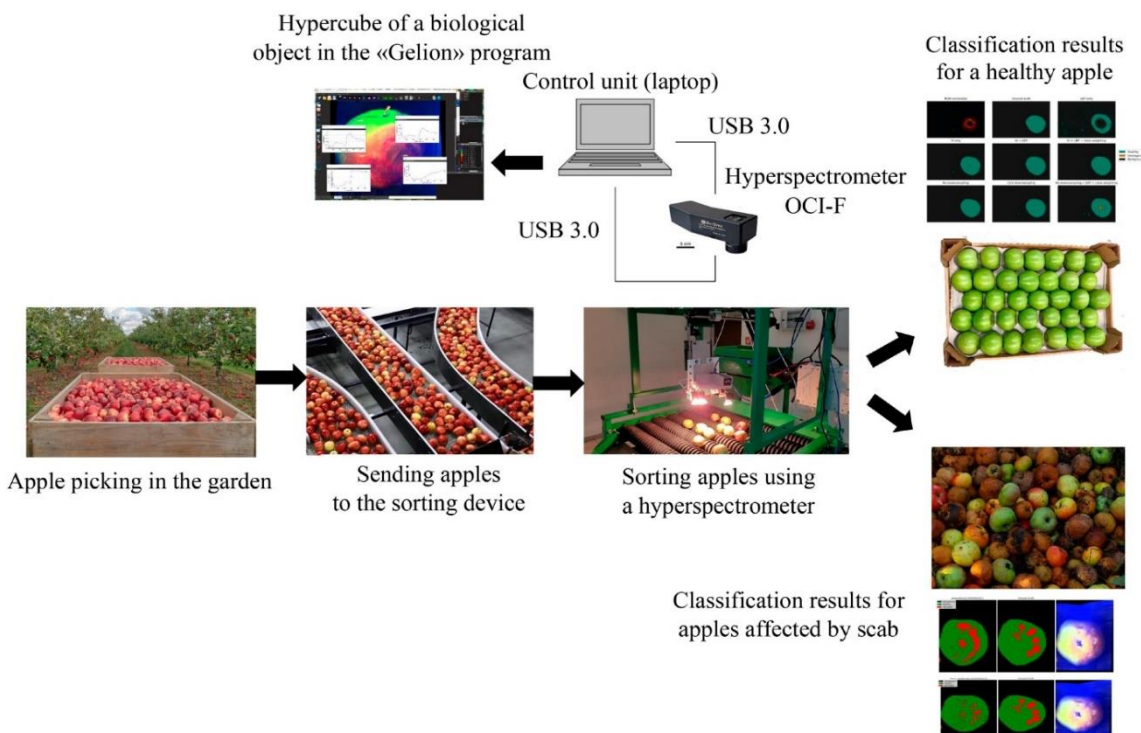 Hypercube of a biological
object in the «Gelion» program
Control unit (laptop)
USB 3.0
Hyperspectrometer
OCI-F
USB 3.0
Classification results
for a healthy apple
Apple picking in the garden
Sending apples
to the sorting device
Sorting apples using
a hyperspectrometer
Classification results for
apples affected by scab